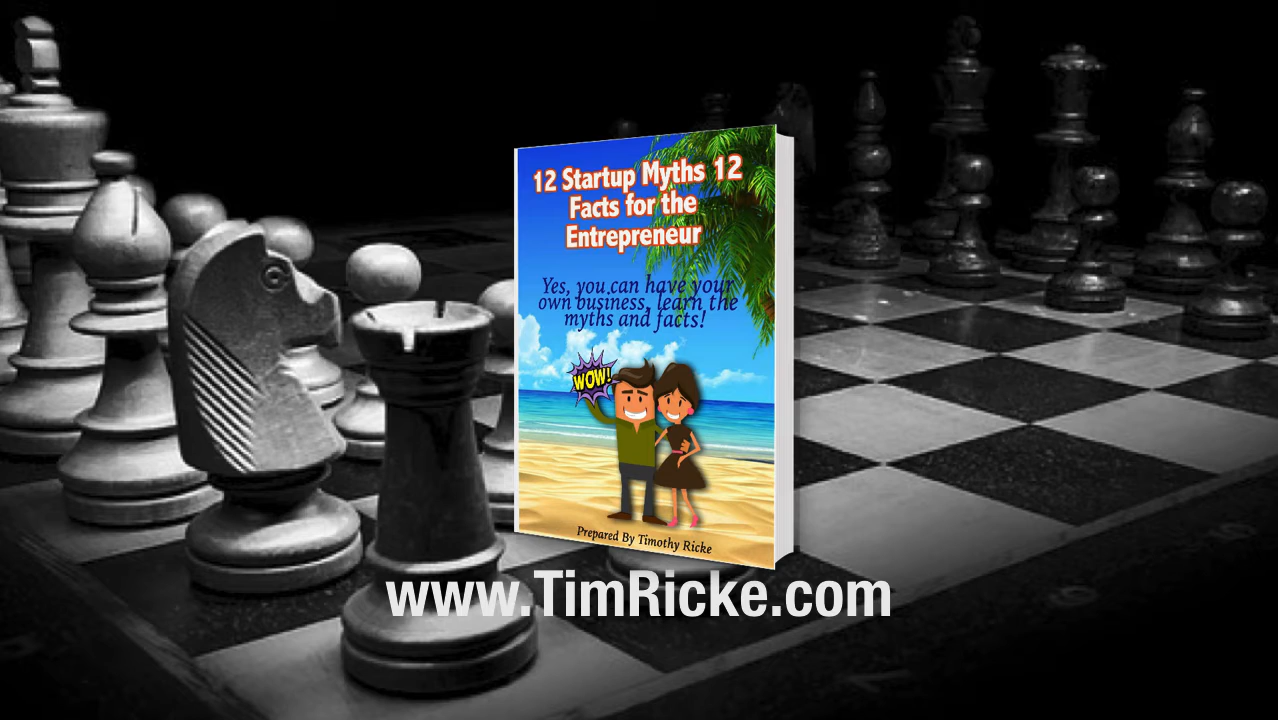 12 Startup Myths 12
Facts for the
Entrepreneur
Yes, you can have your
own business, learn the
myths and facts!
WOW!
Prepared By Timothy Ricke
www.TimRicke.com